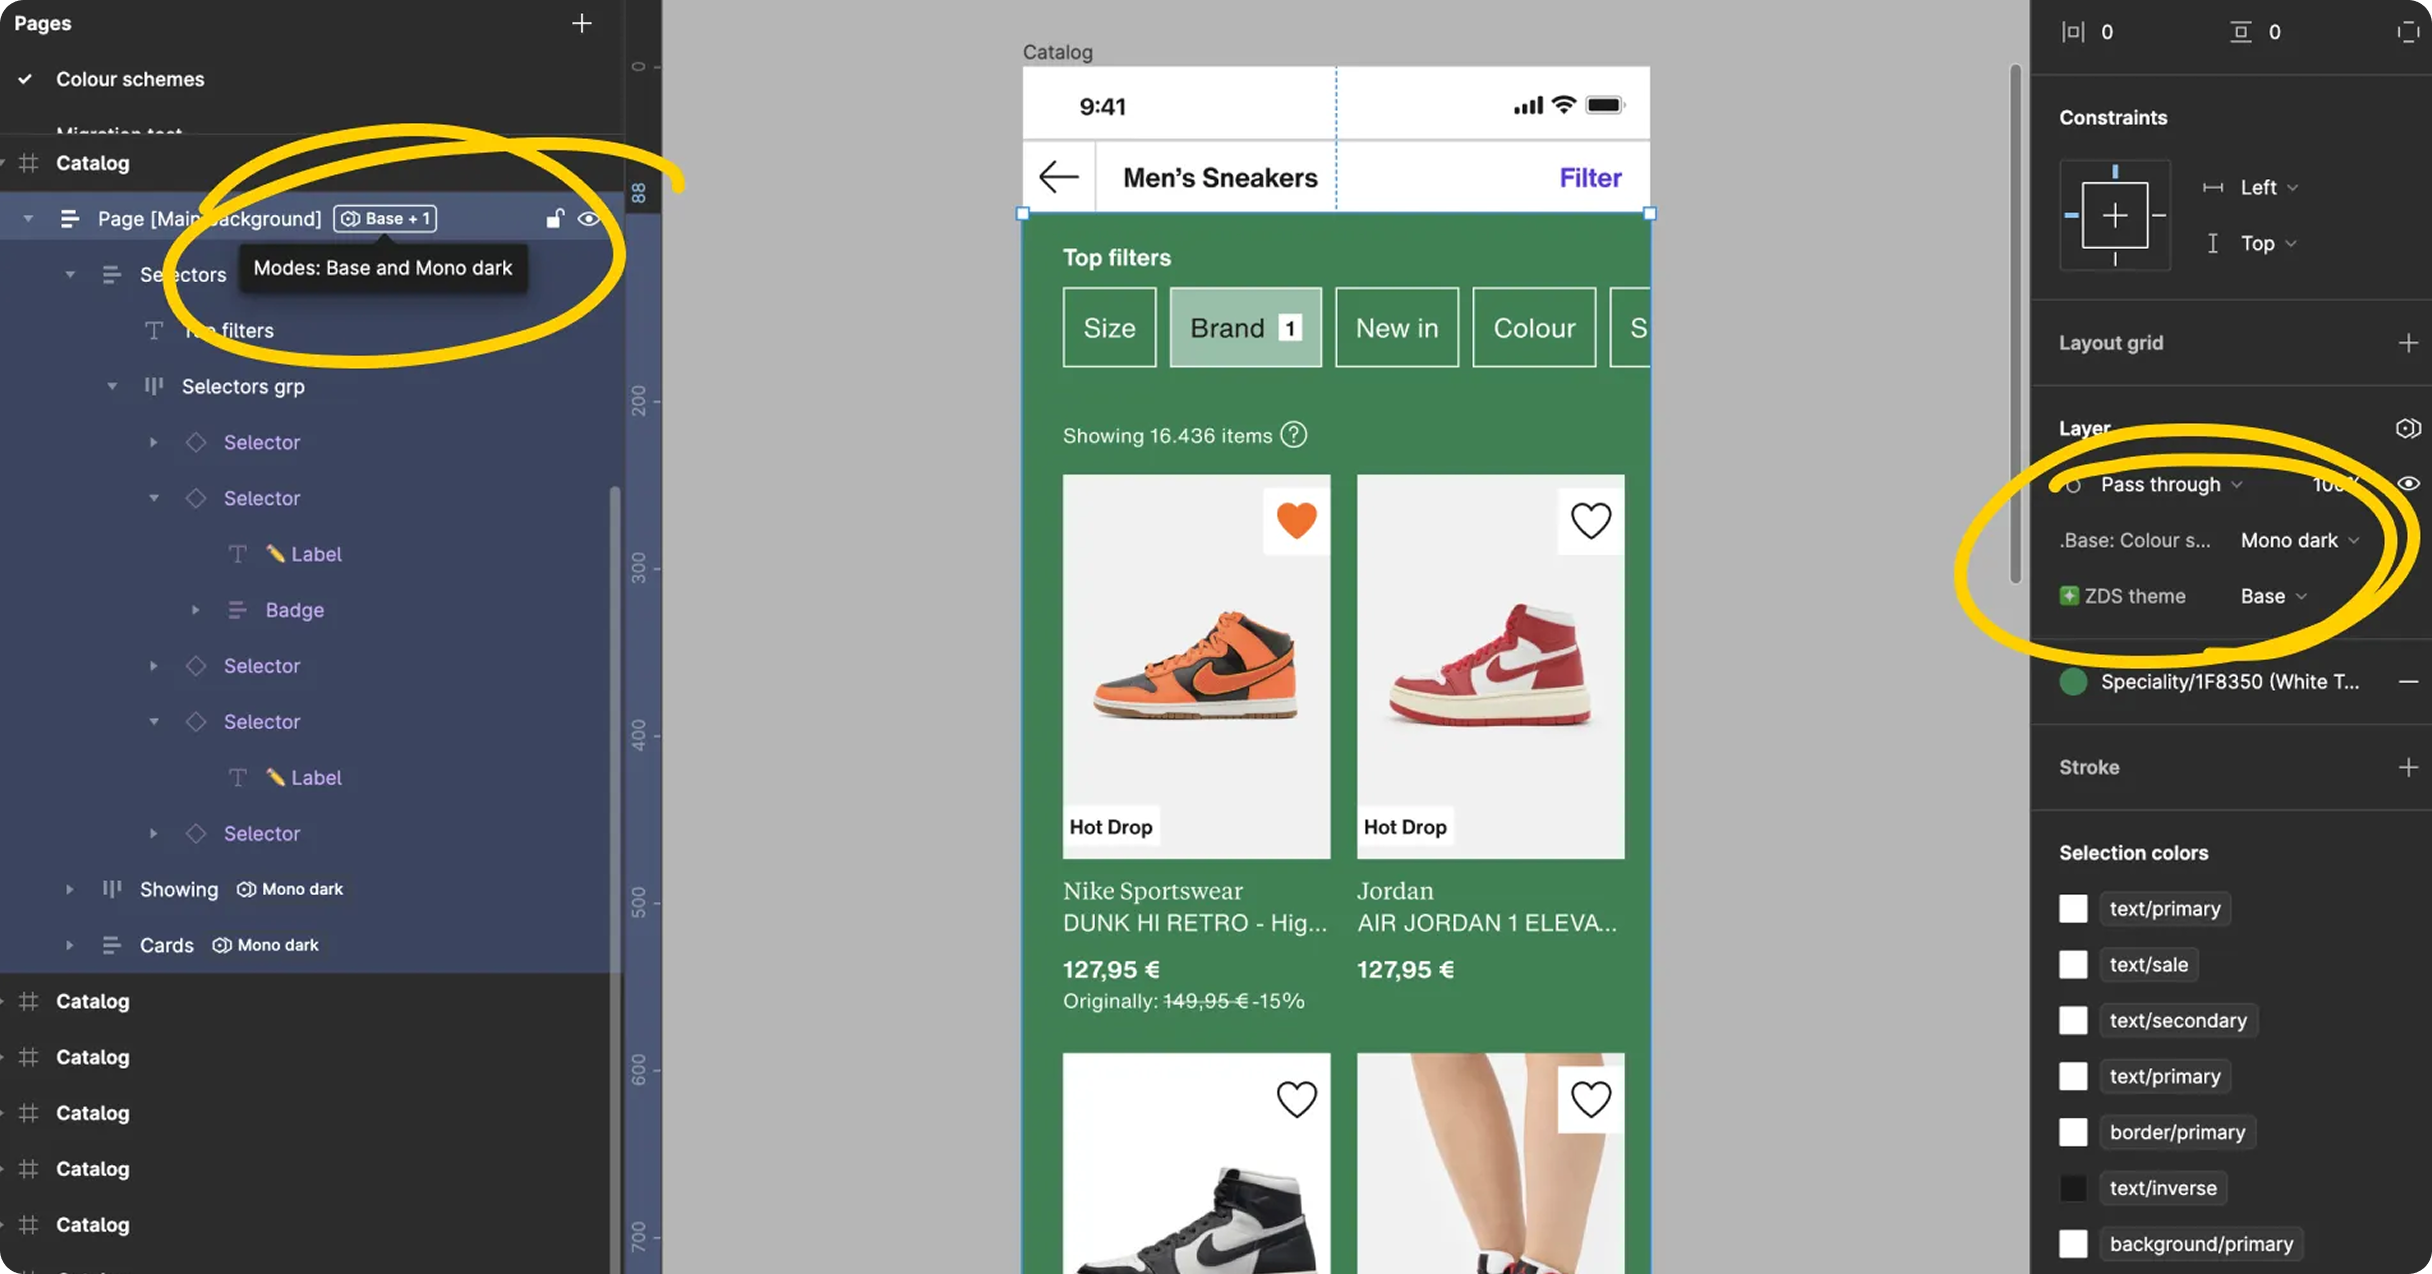 Pages
Colour schemes
Migration test
Catalog
Page [Main background] Base + 1
Modes: Base and Mono dark
Selectors
Top filters
Selectors grp
Selector
Selector
Label
Badge
Selector
Selector
Label
Selector
Showing Mono dark
Cards Mono dark
Catalog
Catalog
Catalog
Catalog
Catalog
0
88
200
300
400
500
600
700
Catalog
9:41
Men’s Sneakers
Filter
Top filters
Size
Brand 1
New in
Colour
S
Showing 16.436 items ?
Hot Drop
Hot Drop
Nike Sportswear
DUNK HI RETRO - Hig...
127,95 €
Originally: 149,95 € -15%
Jordan
AIR JORDAN 1 ELEVA...
127,95 €
0 0
Constraints
Left
Top
Layout grid
Layer
Pass through 100%
.Base: Colour s... Mono dark
ZDS theme Base
Speciality/1F8350 (White T...
Stroke
Selection colors
text/primary
text/sale
text/secondary
text/primary
border/primary
text/inverse
background/primary